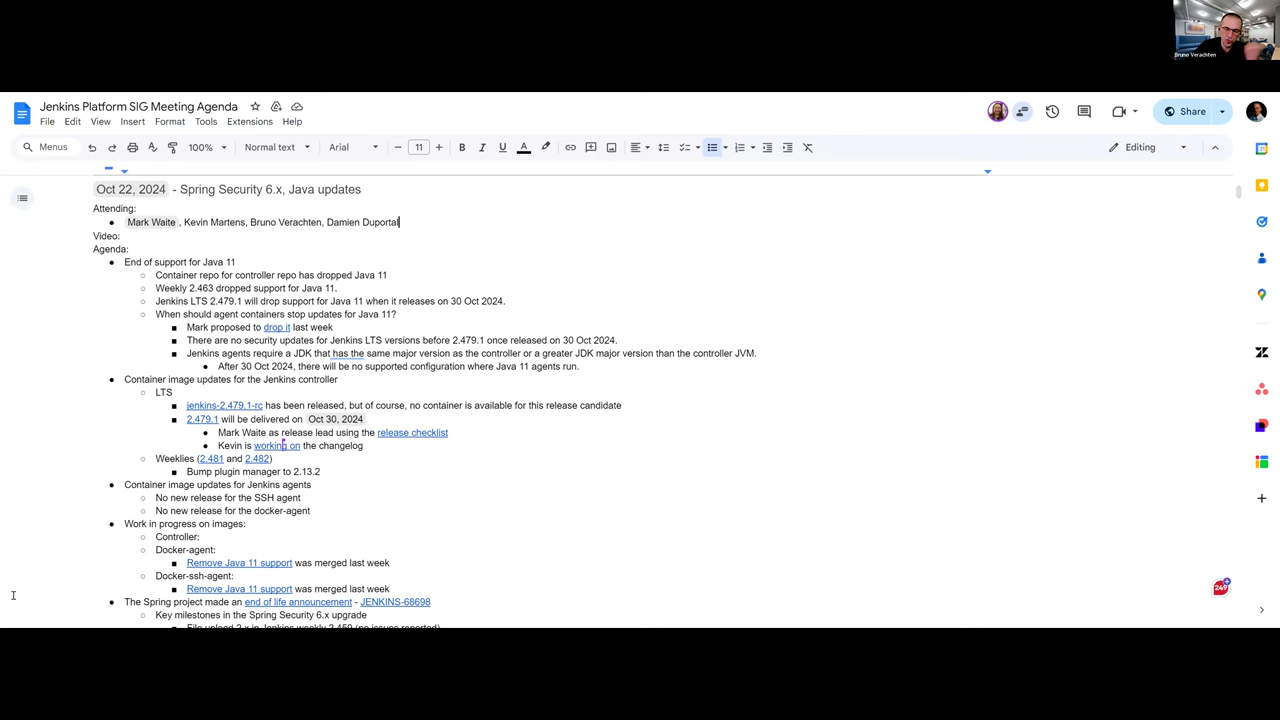 Bruno Verachten
Jenkins Platform SIG Meeting Agenda
File Edit View Insert Format Tools Extensions Help
Share
Menus 100% Normal text Arial 11 B I U A Editing
Oct 22, 2024 - Spring Security 6.x, Java updates
Attending:
● Mark Waite , Kevin Martens, Bruno Verachten, Damien Duportal
Video:
Agenda:
● End of support for Java 11
○ Container repo for controller repo has dropped Java 11
○ Weekly 2.463 dropped support for Java 11.
○ Jenkins LTS 2.479.1 will drop support for Java 11 when it releases on 30 Oct 2024.
○ When should agent containers stop updates for Java 11?
■ Mark proposed to drop it last week
■ There are no security updates for Jenkins LTS versions before 2.479.1 once released on 30 Oct 2024.
■ Jenkins agents require a JDK that has the same major version as the controller or a greater JDK major version than the controller JVM.
● After 30 Oct 2024, there will be no supported configuration where Java 11 agents run.
● Container image updates for the Jenkins controller
○ LTS
■ jenkins-2.479.1-rc has been released, but of course, no container is available for this release candidate
■ 2.479.1 will be delivered on Oct 30, 2024
● Mark Waite as release lead using the release checklist
● Kevin is working on the changelog
○ Weeklies (2.481 and 2.482)
■ Bump plugin manager to 2.13.2
● Container image updates for Jenkins agents
○ No new release for the SSH agent
○ No new release for the docker-agent
● Work in progress on images:
○ Controller:
○ Docker-agent:
■ Remove Java 11 support was merged last week
○ Docker-ssh-agent:
■ Remove Java 11 support was merged last week
249
● The Spring project made an end of life announcement - JENKINS-68698
○ Key milestones in the Spring Security 6.x upgrade
■ File upload 2.x in Jenkins weekly 2.459 (no issues reported)